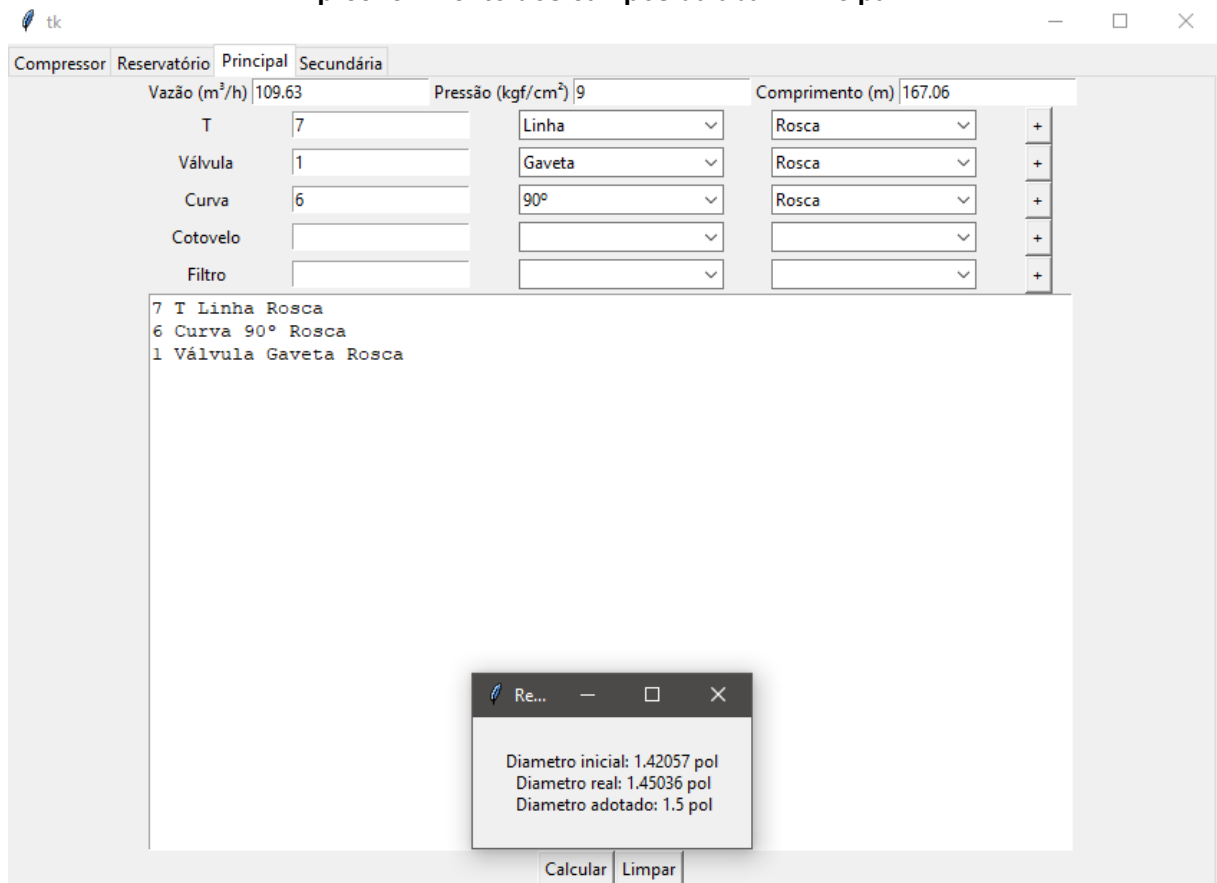 tk
Compressor Reservatório Principal Secundária
Vazão (m³/h) 109.63 Pressão (kgf/cm²) 9 Comprimento (m) 167.06
T 7 Linha Rosca +
Válvula 1 Gaveta Rosca +
Curva 6 90º Rosca +
Cotovelo +
Filtro +
7 T Linha Rosca
6 Curva 90º Rosca
1 Válvula Gaveta Rosca
Re...
Diametro inicial: 1.42057 pol
Diametro real: 1.45036 pol
Diametro adotado: 1.5 pol
Calcular Limpar